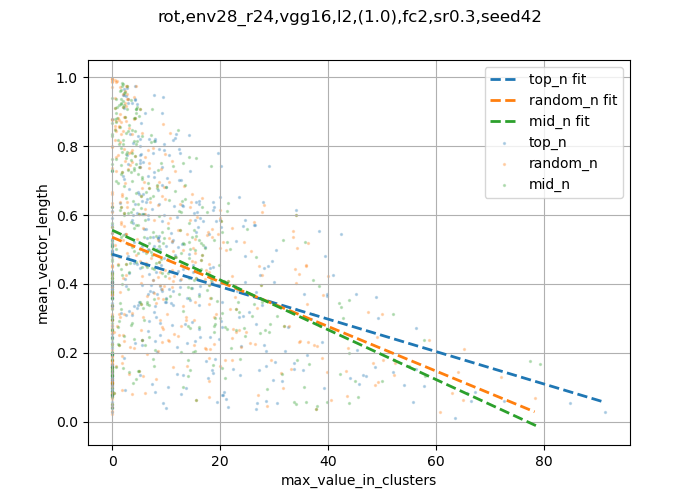 rot,env28_r24,vgg16,l2,(1.0),fc2,sr0.3,seed42
mean_vector_length
1.0
0.8
0.6
0.4
0.2
0.0
top_n fit
random_n fit
mid_n fit
top_n
random_n
mid_n
0 20 40 60 80
max_value_in_clusters